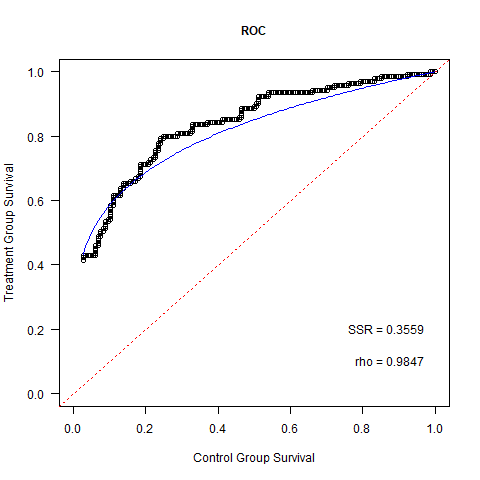 ROC
Treatment Group Survival
1.0
0.8
0.6
0.4
0.2
0.0
SSR = 0.3559
rho = 0.9847
0.0 0.2 0.4 0.6 0.8 1.0
Control Group Survival